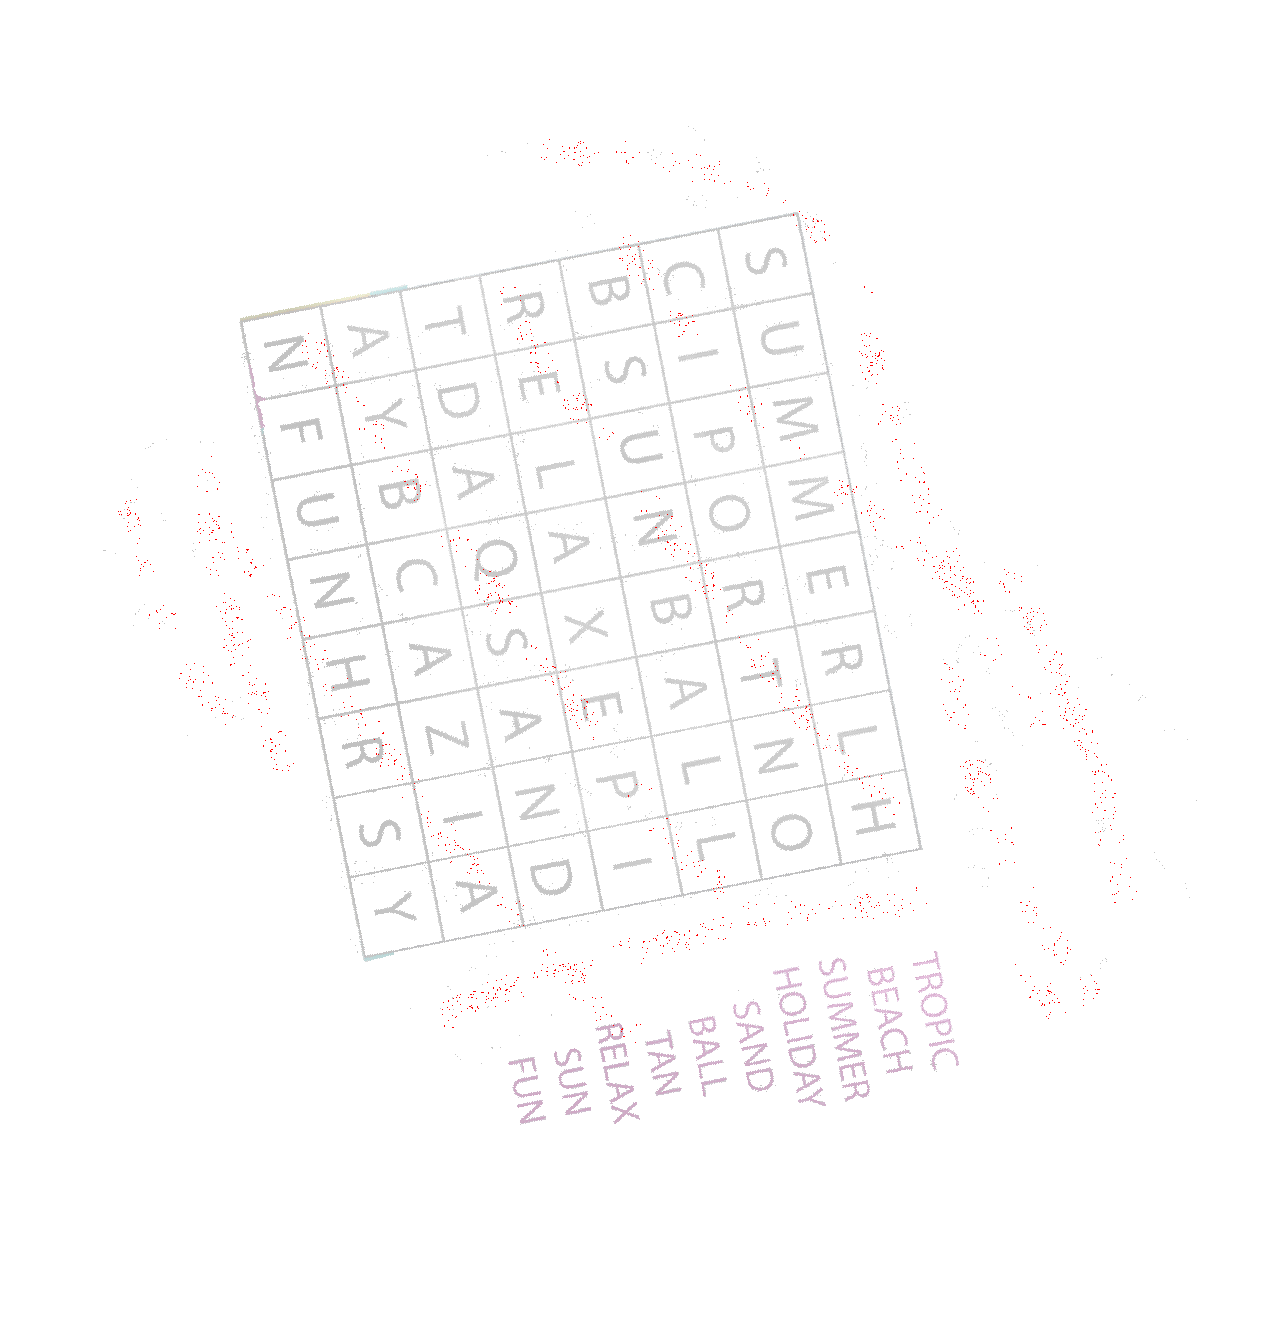 S U M M E R L H
C I P O R T N O
B S U N B A L L
R E L A X E P I
T D A Q S A N D
A Y B C A Z I A
N F U N H R S Y
TROPIC
BEACH
SUMMER
HOLIDAY
SAND
BALL
TAN
RELAX
SUN
FUN